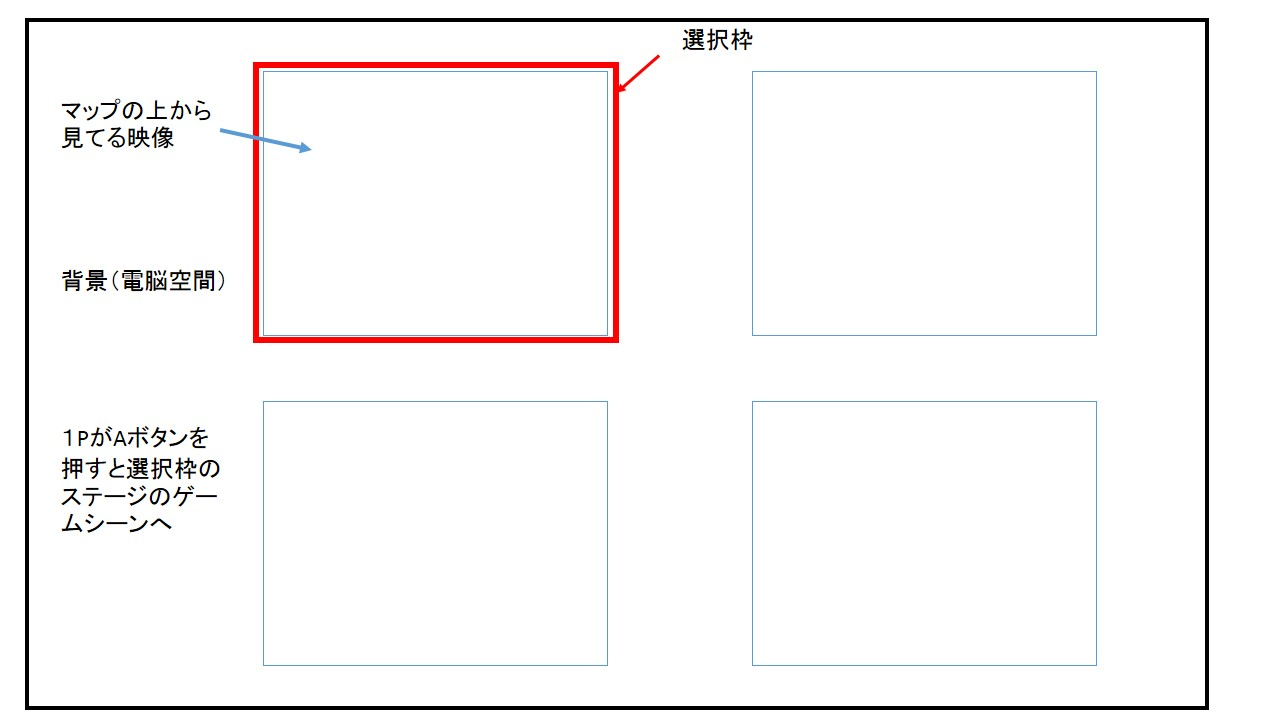 選択枠
マップの上から
見てる映像
背景（電脳空間）
１PがAボタンを
押すと選択枠の
ステージのゲー
ムシーンへ